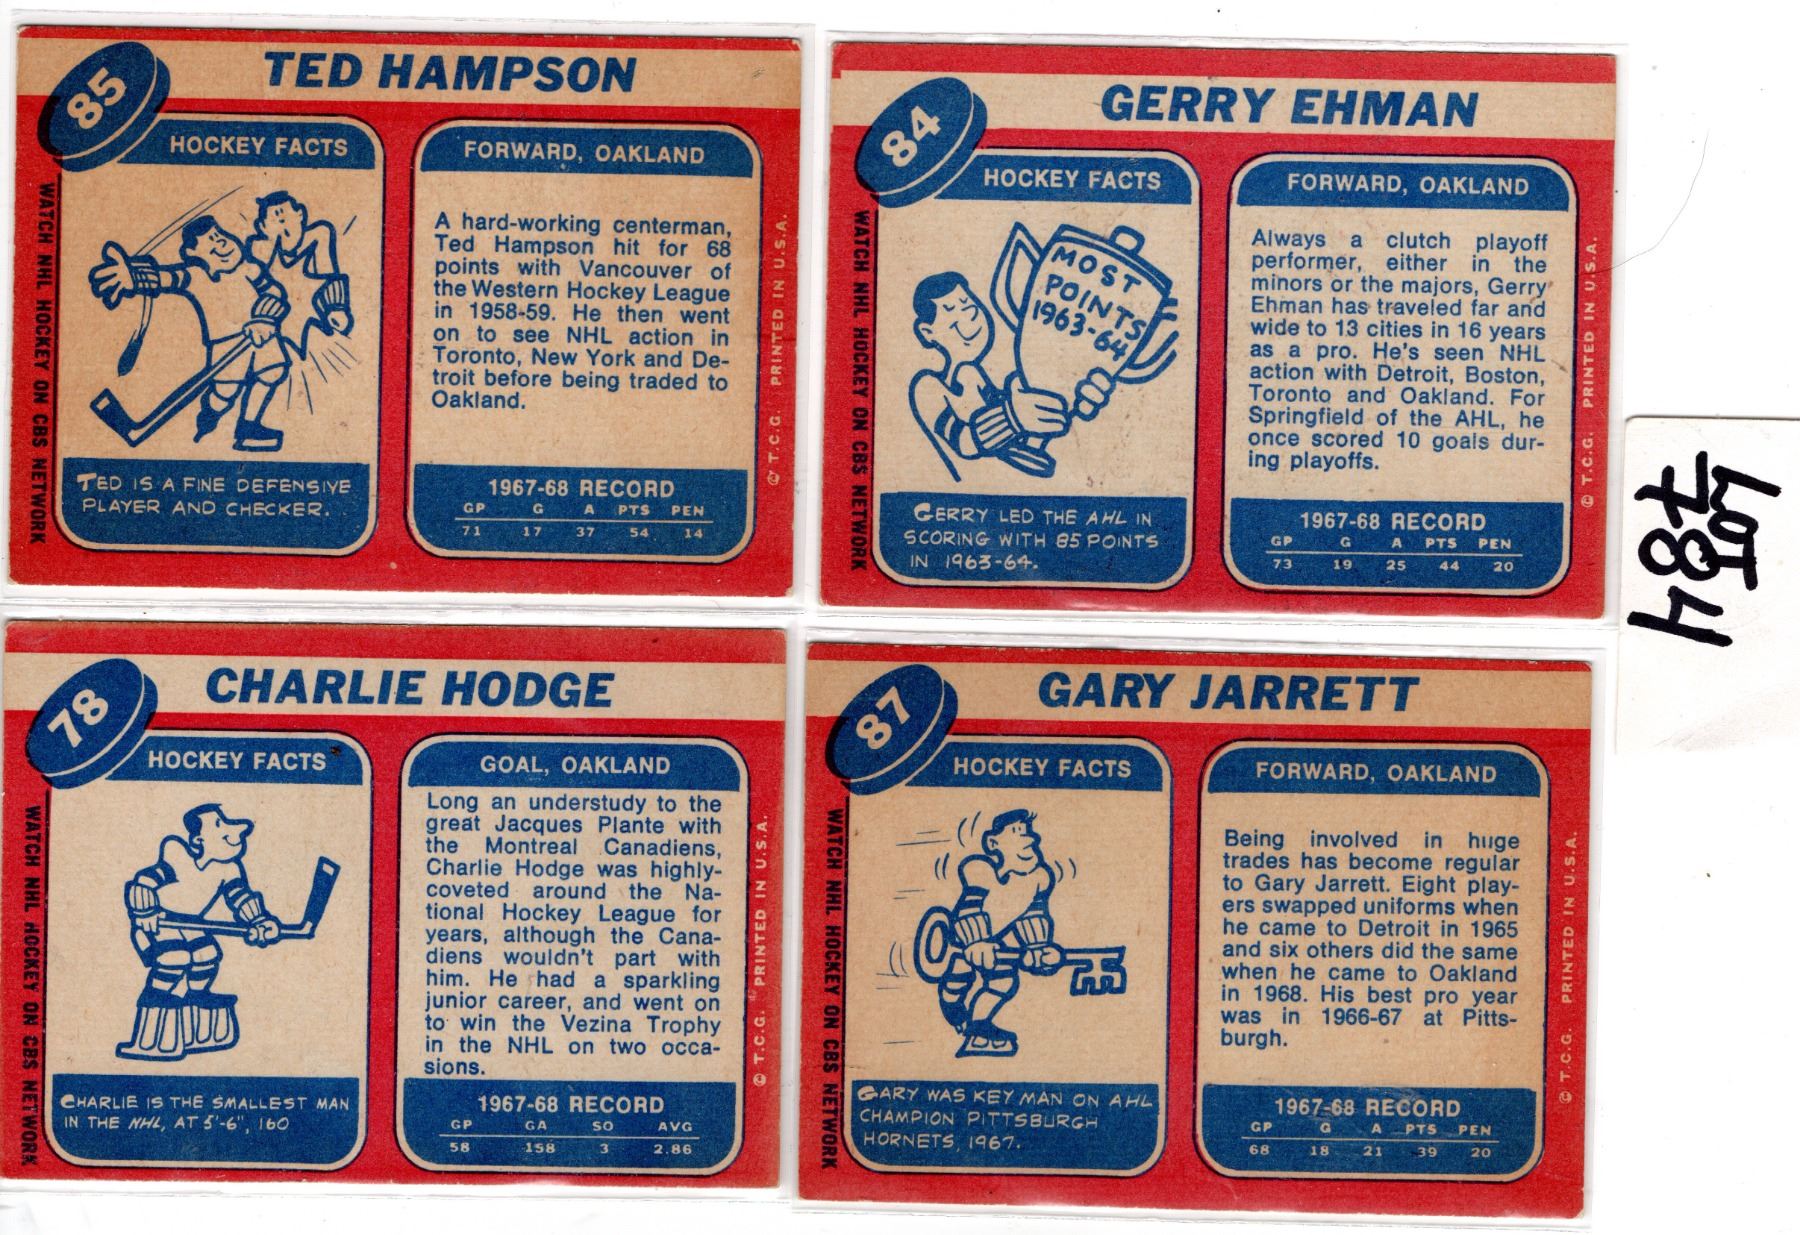 85
TED HAMPSON
HOCKEY FACTS
WATCH NHL HOCKEY ON CBS NETWORK
TED IS A FINE DEFENSIVE
PLAYER AND CHECKER.
FORWARD, OAKLAND
A hard-working centerman,
Ted Hampson hit for 68
points with Vancouver of
the Western Hockey League
in 1958-59. He then went
on to see NHL action in
Toronto, New York and De-
troit before being traded to
Oakland.
1967-68 RECORD
GP G A PTS PEN
71 17 37 54 14
© T.C.G. PRINTED IN U.S.A.
84
GERRY EHMAN
HOCKEY FACTS
WATCH NHL HOCKEY ON CBS NETWORK
MOST
POINTS
1963-64
GERRY LED THE AHL IN
SCORING WITH 85 POINTS
IN 1963-64.
FORWARD, OAKLAND
Always a clutch playoff
performer, either in the
minors or the majors, Gerry
Ehman has traveled far and
wide to 13 cities in 16 years
as a pro. He's seen NHL
action with Detroit, Boston,
Toronto and Oakland. For
Springfield of the AHL, he
once scored 10 goals dur-
ing playoffs.
1967-68 RECORD
GP G A PTS PEN
73 19 25 44 20
© T.C.G. PRINTED IN U.S.A.
LOT
784
78
CHARLIE HODGE
HOCKEY FACTS
WATCH NHL HOCKEY ON CBS NETWORK
CHARLIE IS THE SMALLEST MAN
IN THE NHL, AT 5'-6", 160
GOAL, OAKLAND
Long an understudy to the
great Jacques Plante with
the Montreal Canadiens,
Charlie Hodge was highly-
coveted around the Na-
tional Hockey League for
years, although the Cana-
diens wouldn't part with
him. He had a sparkling
junior career, and went on
to win the Vezina Trophy
in the NHL on two occa-
sions.
1967-68 RECORD
GP GA SO AVG
58 158 3 2.86
© T.C.G. PRINTED IN U.S.A.
87
GARY JARRETT
HOCKEY FACTS
WATCH NHL HOCKEY ON CBS NETWORK
GARY WAS KEY MAN ON AHL
CHAMPION PITTSBURGH
HORNETS, 1967.
FORWARD, OAKLAND
Being involved in huge
trades has become regular
to Gary Jarrett. Eight play-
ers swapped uniforms when
he came to Detroit in 1965
and six others did the same
when he came to Oakland
in 1968. His best pro year
was in 1966-67 at Pitts-
burgh.
1967-68 RECORD
GP G A PTS PEN
68 18 21 39 20
© T.C.G. PRINTED IN U.S.A.